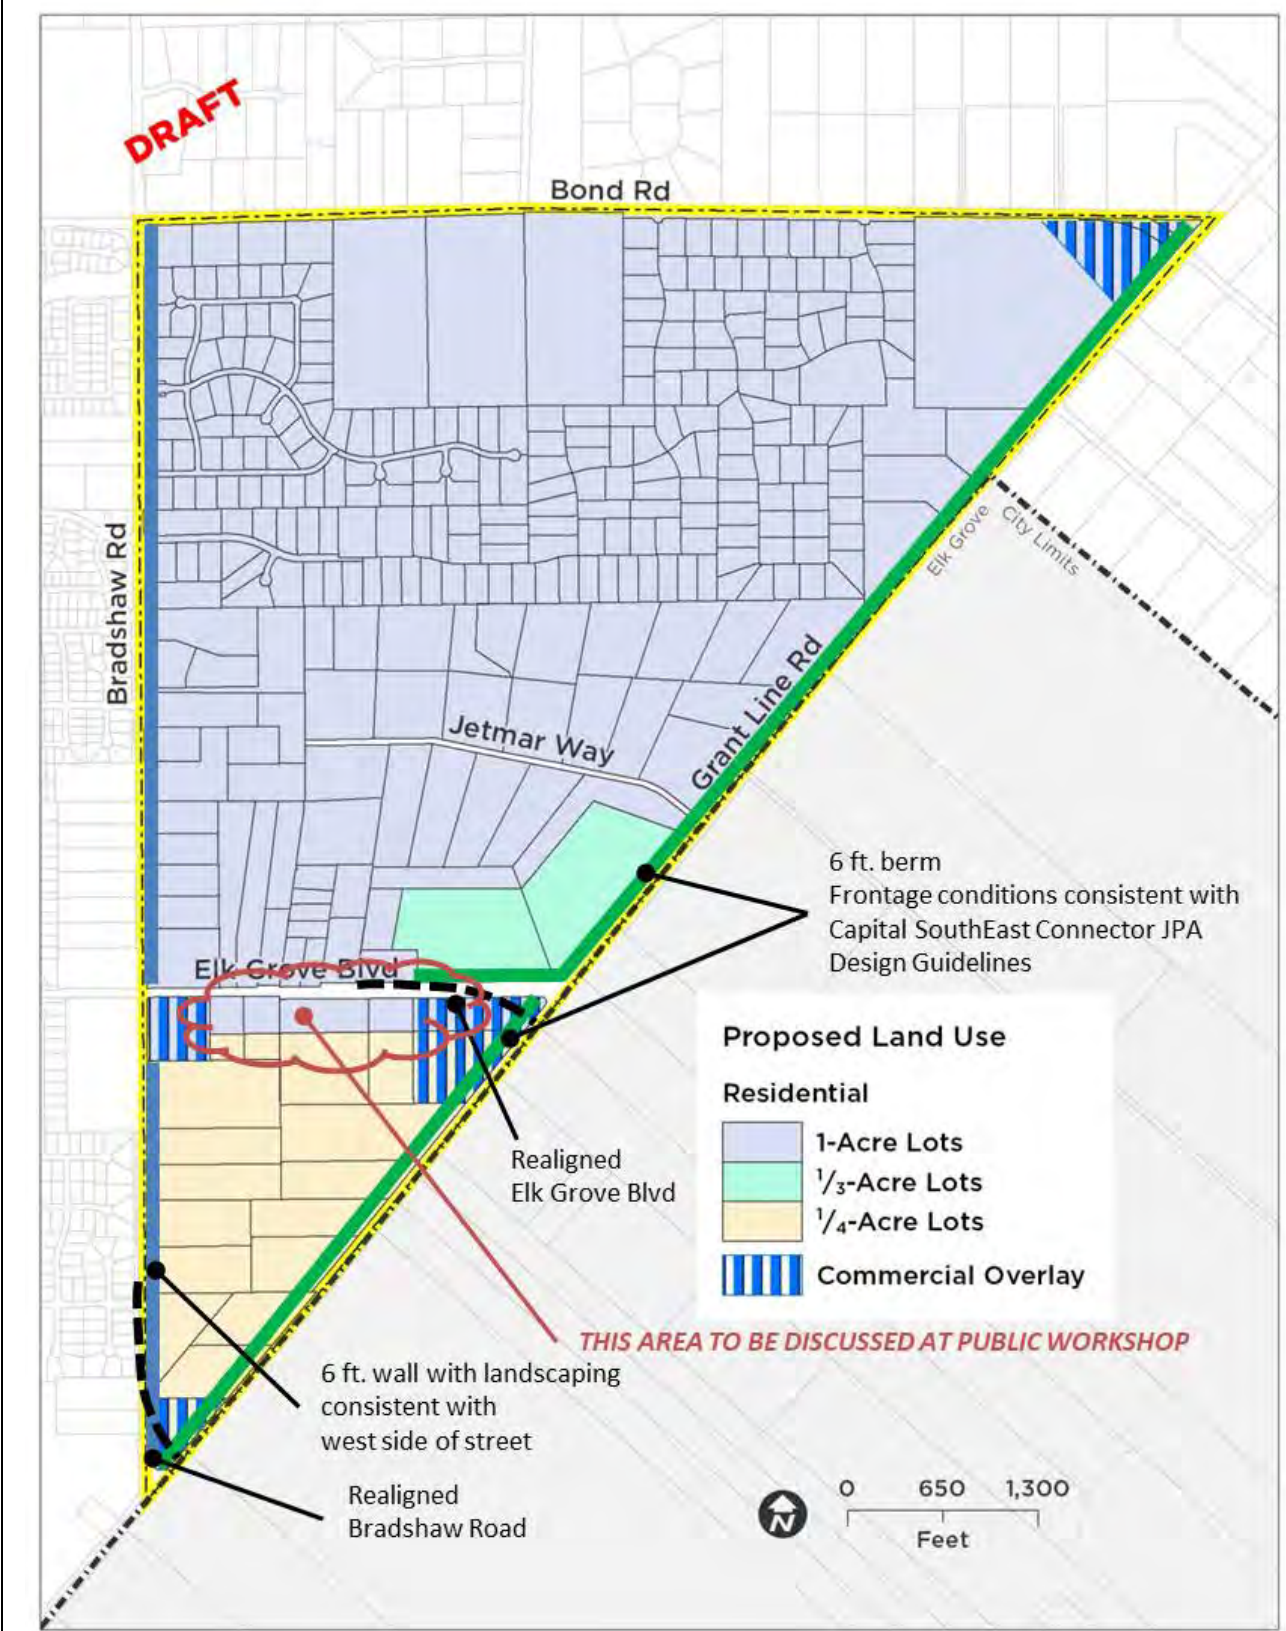 DRAFT
Bond Rd
Bradshaw Rd
Elk Grove
City Limits
Grant Line Rd
Jetmar Way
6 ft. berm
Frontage conditions consistent with
Capital SouthEast Connector JPA
Design Guidelines
Elk Grove Blvd
Proposed Land Use
Residential
1-Acre Lots
1/3-Acre Lots
1/4-Acre Lots
Commercial Overlay
Realigned
Elk Grove Blvd
THIS AREA TO BE DISCUSSED AT PUBLIC WORKSHOP
6 ft. wall with landscaping
consistent with
west side of street
Realigned
Bradshaw Road
N
0 650 1,300
Feet